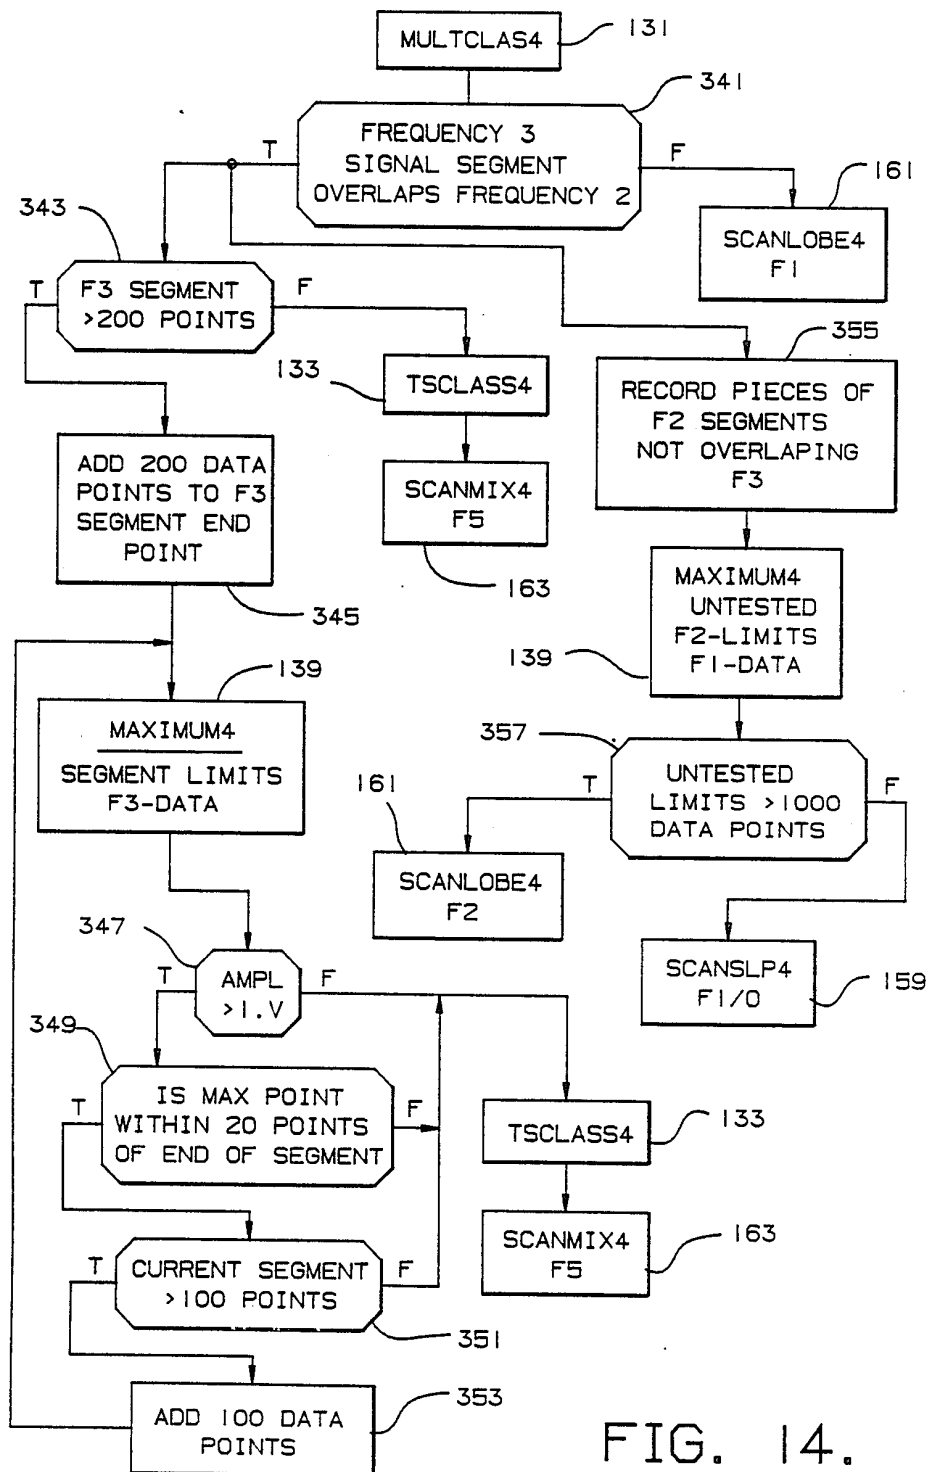 MULTCLAS4
131
341
FREQUENCY 3
SIGNAL SEGMENT
OVERLAPS FREQUENCY 2
T
F
161
SCANLOBE4
F1
343
T
F3 SEGMENT
>200 POINTS
F
133
TSCLASS4
355
RECORD PIECES OF
F2 SEGMENTS
NOT OVERLAPING
F3
ADD 200 DATA
POINTS TO F3
SEGMENT END
POINT
345
SCANMIX4
F5
163
MAXIMUM4
UNTESTED
F2-LIMITS
F1-DATA
139
139
MAXIMUM4
SEGMENT LIMITS
F3-DATA
357
T
UNTESTED
LIMITS >1000
DATA POINTS
F
161
SCANLOBE4
F2
SCANSLP4
F1/0
159
347
T
AMPL
>1.V
F
349
T
IS MAX POINT
WITHIN 20 POINTS
OF END OF SEGMENT
F
TSCLASS4
133
SCANMIX4
F5
163
T
CURRENT SEGMENT
>100 POINTS
F
351
ADD 100 DATA
POINTS
353
FIG. 14.